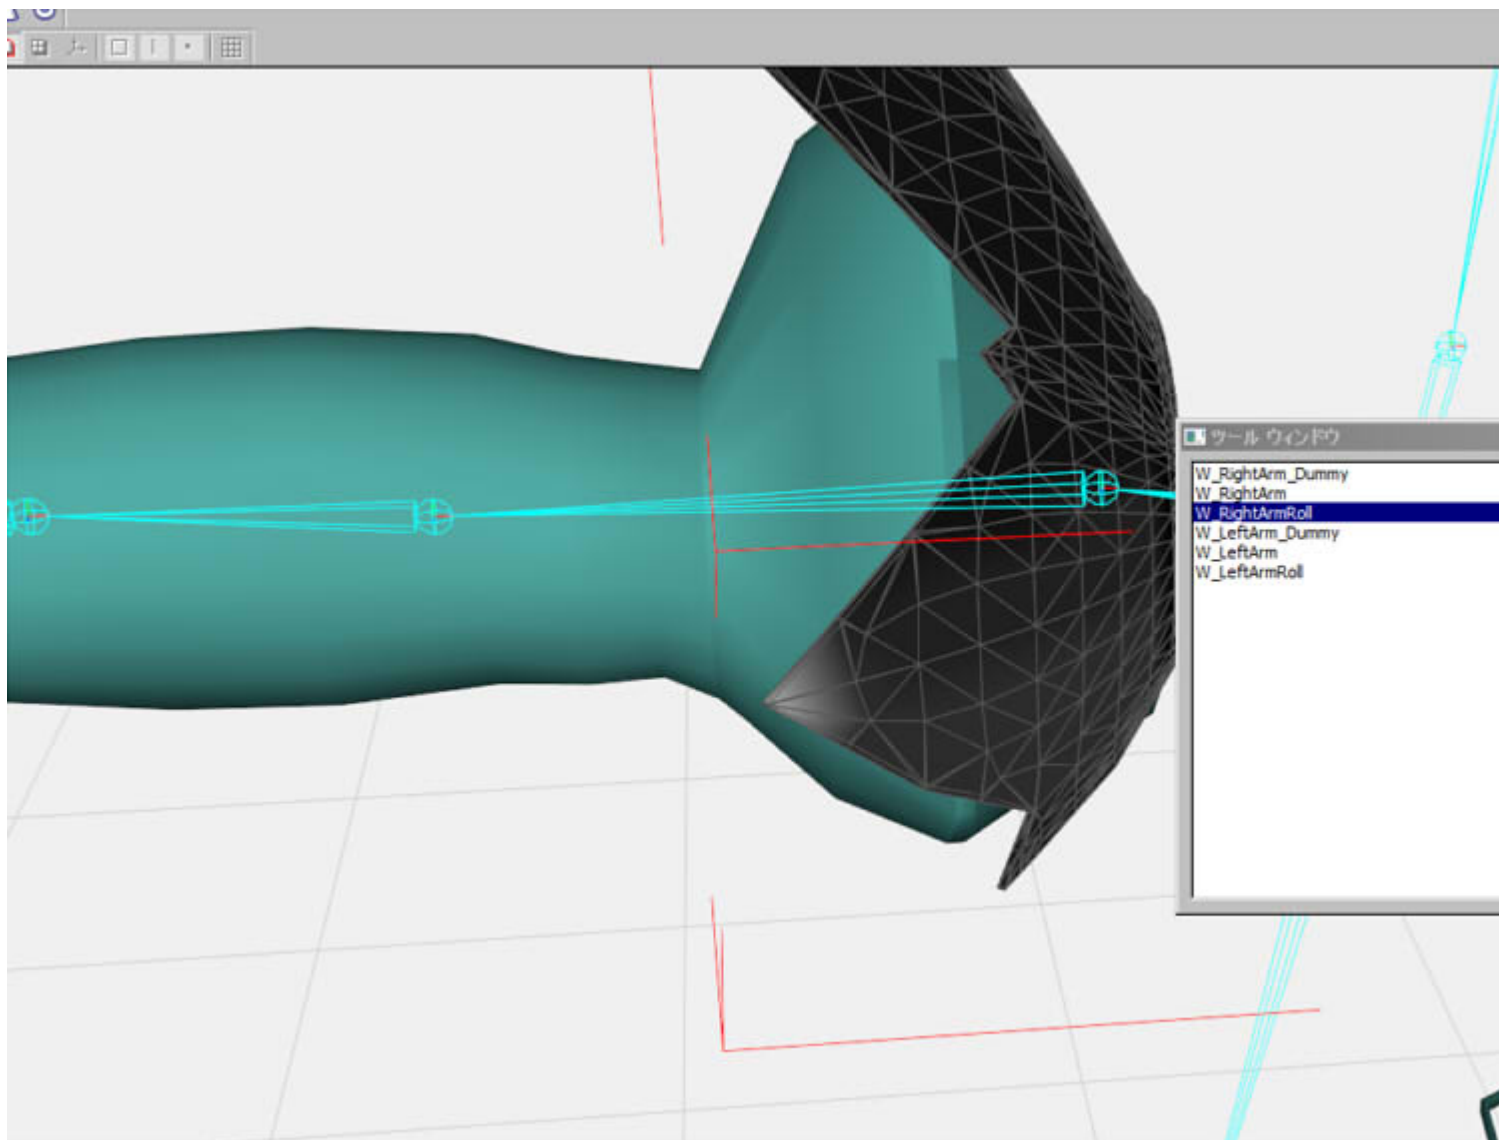 ツール ウィンドウ
W_RightArm_Dummy
W_RightArm
W_RightArmRoll
W_LeftArm_Dummy
W_LeftArm
W_LeftArmRoll